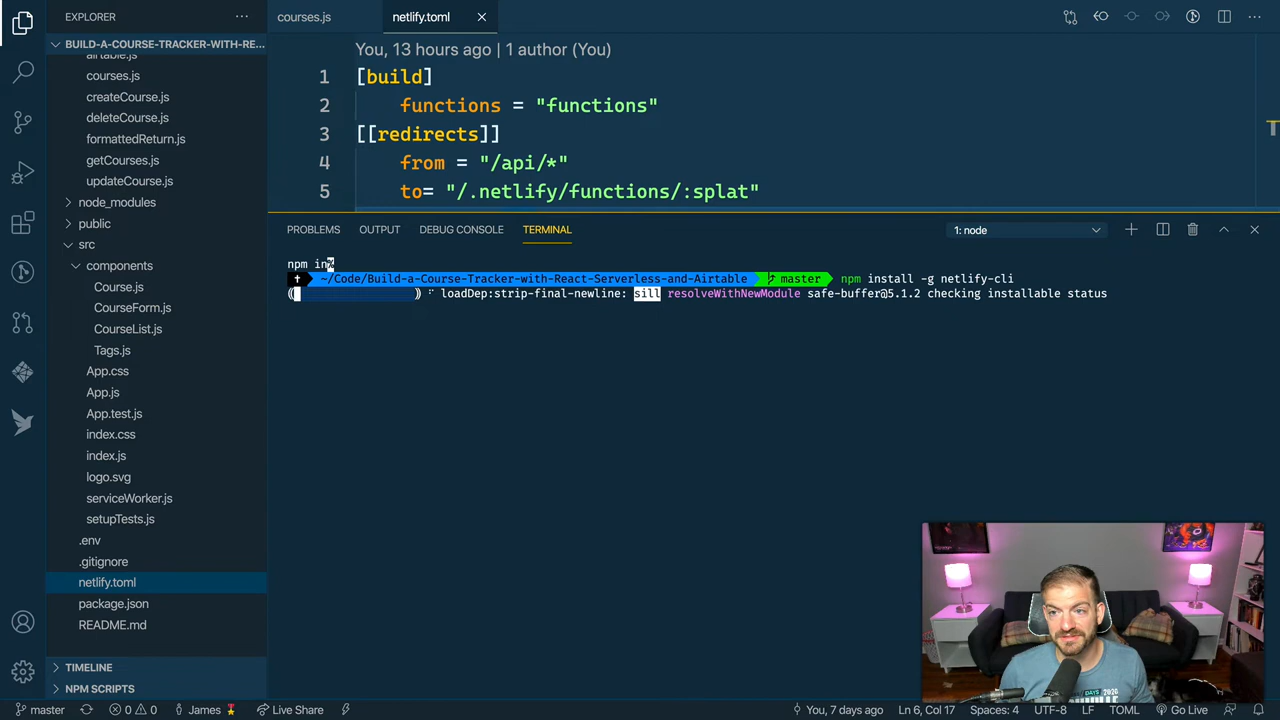 EXPLORER
BUILD-A-COURSE-TRACKER-WITH-RE...
airtable.js
courses.js
createCourse.js
deleteCourse.js
formattedReturn.js
getCourses.js
updateCourse.js
node_modules
public
src
components
Course.js
CourseForm.js
CourseList.js
Tags.js
App.css
App.js
App.test.js
index.css
index.js
logo.svg
serviceWorker.js
setupTests.js
.env
.gitignore
netlify.toml
package.json
README.md
TIMELINE
NPM SCRIPTS
courses.js
netlify.toml
You, 13 hours ago | 1 author (You)
1 [build]
2 functions = "functions"
3 [[redirects]]
4 from = "/api/*"
5 to= "/.netlify/functions/:splat"
PROBLEMS OUTPUT DEBUG CONSOLE TERMINAL 1: node
npm in%
~/Code/Build-a-Course-Tracker-with-React-Serverless-and-Airtable master npm install -g netlify-cli
loadDep:strip-final-newline: sill resolveWithNewModule safe-buffer@5.1.2 checking installable status
DAYS 2020
master 0 0 James Live Share You, 7 days ago Ln 6, Col 17 Spaces: 4 UTF-8 LF TOML Go Live